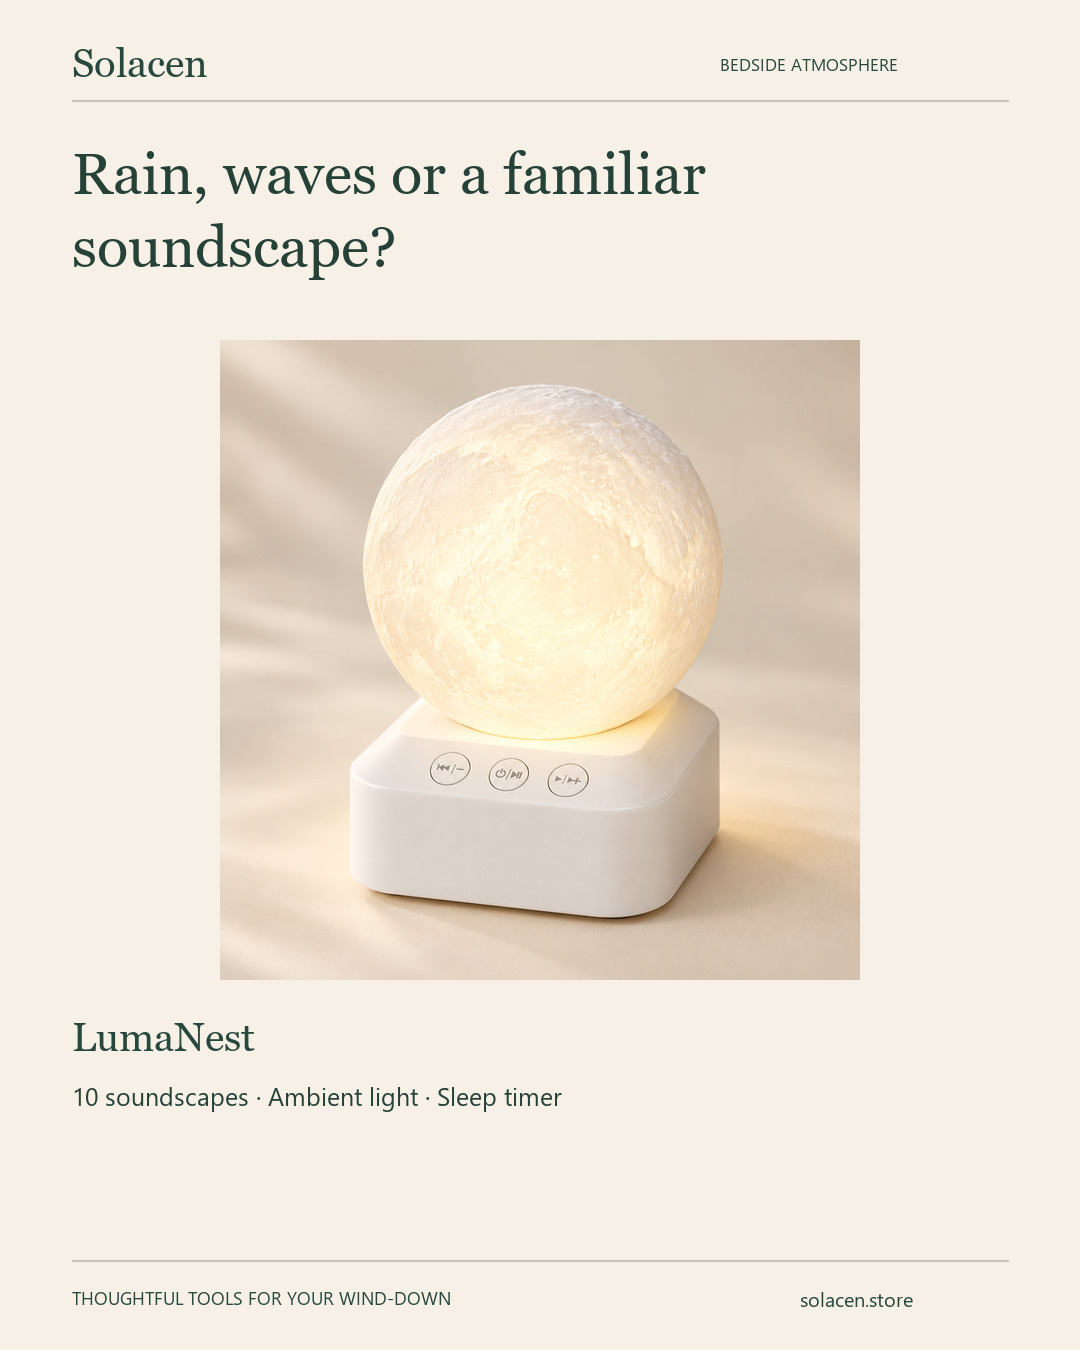 Solacen
BEDSIDE ATMOSPHERE
Rain, waves or a familiar
soundscape?
LumaNest
10 soundscapes · Ambient light · Sleep timer
THOUGHTFUL TOOLS FOR YOUR WIND-DOWN
solacen.store